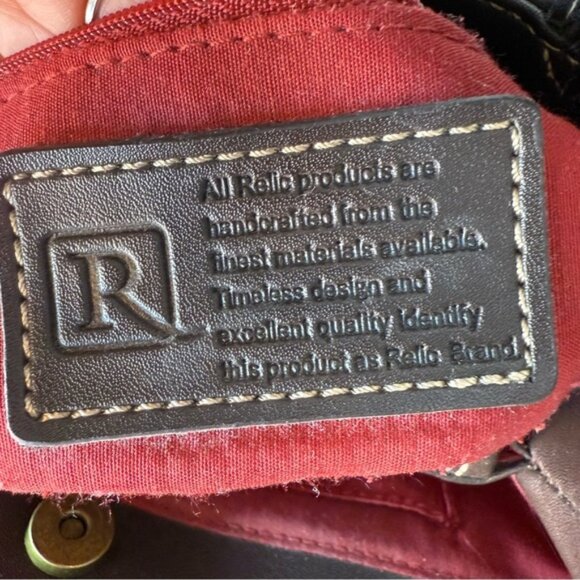 R
All Relic products are
handcrafted from the
finest materials available.
Timeless design and
excellent quality identify
this product as Relic Brand